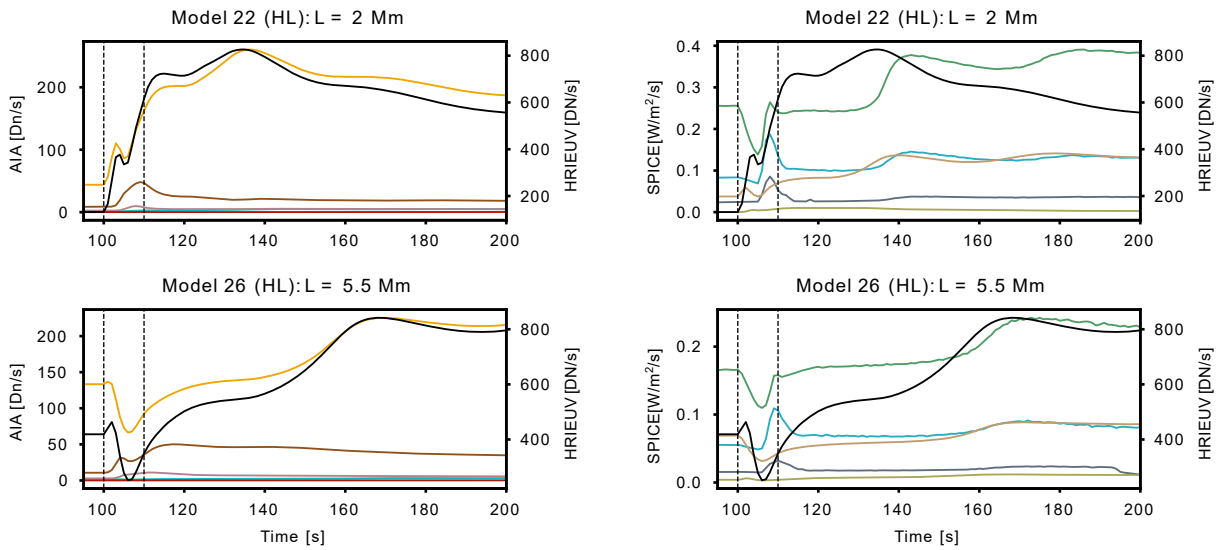 Model 22 (HL): L = 2 Mm
AIA [Dn/s]
200
100
0
800
600
400
200
HRIEUV [DN/s]
100 120 140 160 180 200
Model 22 (HL): L = 2 Mm
SPICE[W/m²/s]
0.4
0.3
0.2
0.1
0.0
800
600
400
200
HRIEUV [DN/s]
100 120 140 160 180 200
Model 26 (HL): L = 5.5 Mm
AIA [Dn/s]
200
150
100
50
0
800
600
400
HRIEUV [DN/s]
100 120 140 160 180 200
Time [s]
Model 26 (HL): L = 5.5 Mm
SPICE[W/m²/s]
0.2
0.1
0.0
800
600
400
HRIEUV [DN/s]
100 120 140 160 180 200
Time [s]